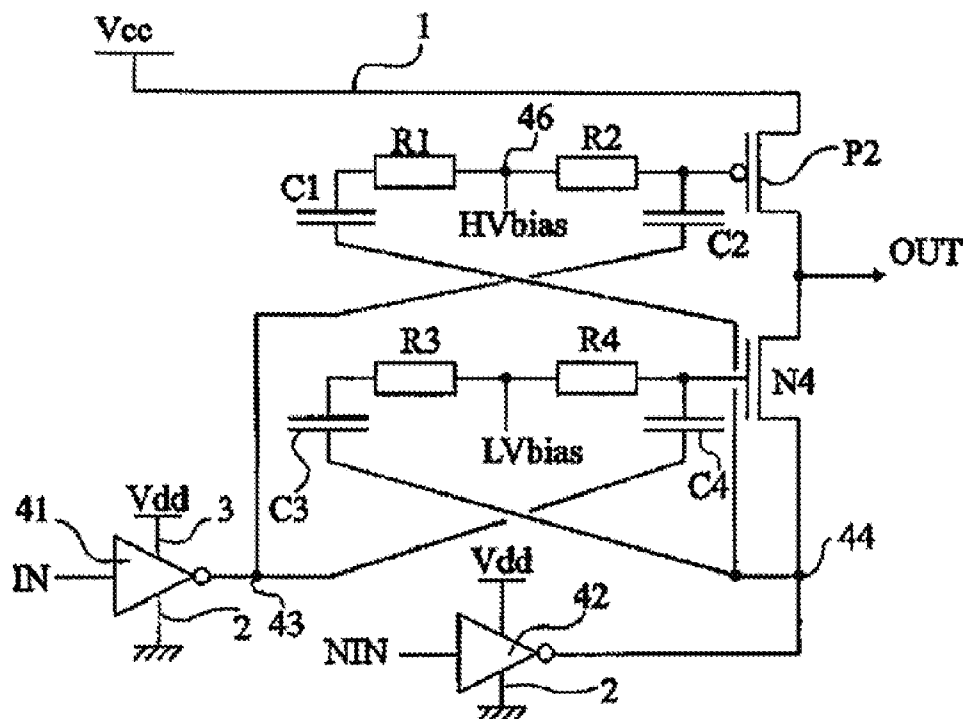 Vcc
1
46
R1
R2
P2
C1
HVbias
C2
OUT
R3
R4
N4
LVbias
C3
C4
41
Vdd
3
44
IN
Vdd
42
2
43
NIN
2